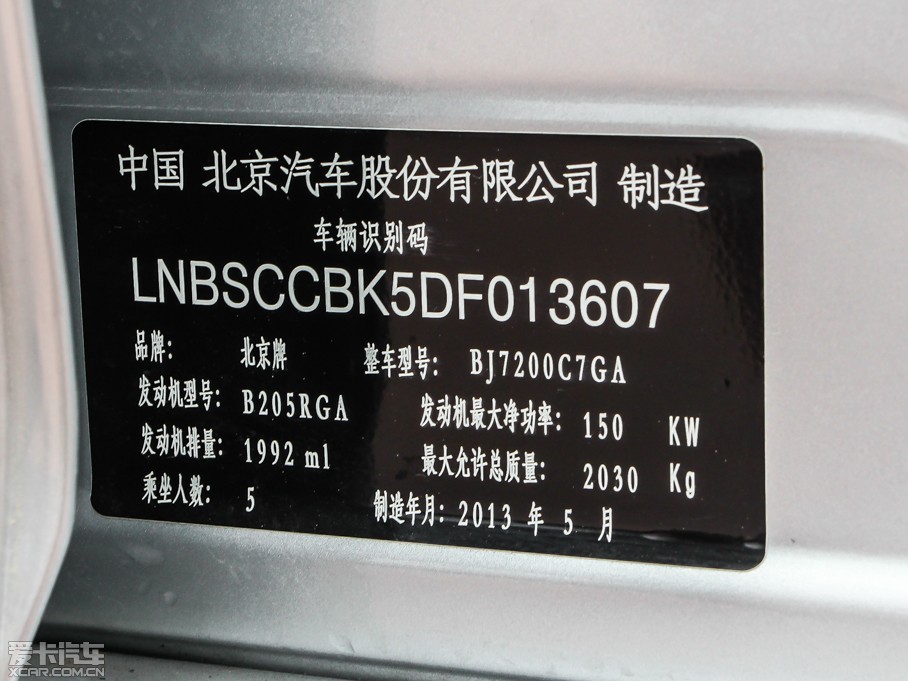 中国 北京汽车股份有限公司 制造
车辆识别码
LNBSCCBK5DF013607
品牌: 北京牌 整车型号: BJ7200C7GA
发动机型号: B205RGA 发动机最大净功率: 150 KW
发动机排量: 1992 ml 最大允许总质量: 2030 Kg
乘坐人数: 5 制造年月: 2013 年 5 月
爱卡汽车
XCAR.COM.CN